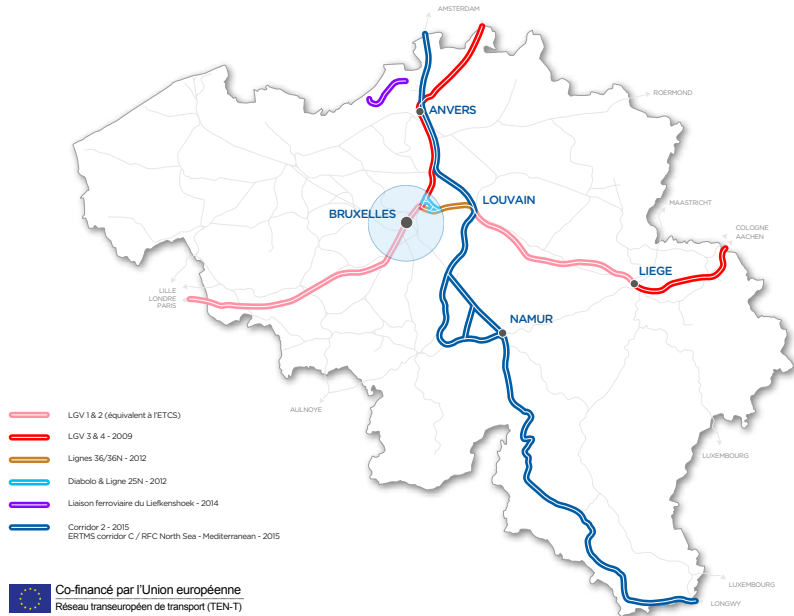 AMSTERDAM
ROERMOND
ANVERS
MAASTRICHT
LOUVAIN
BRUXELLES
COLOGNE
AACHEN
LIEGE
LILLE
LONDRE
PARIS
NAMUR
AULNOYE
LUXEMBOURG
LGV 1 & 2 (équivalent à l'ETCS)
LGV 3 & 4 - 2009
Lignes 36/36N - 2012
Diabolo & Ligne 25N - 2012
Liaison ferroviaire du Liefkenshoek - 2014
Corridor 2 - 2015
ERTMS corridor C / RFC North Sea - Mediterranean - 2015
LUXEMBOURG
LONGWY
Co-financé par l'Union européenne
Réseau transeuropéen de transport (TEN-T)